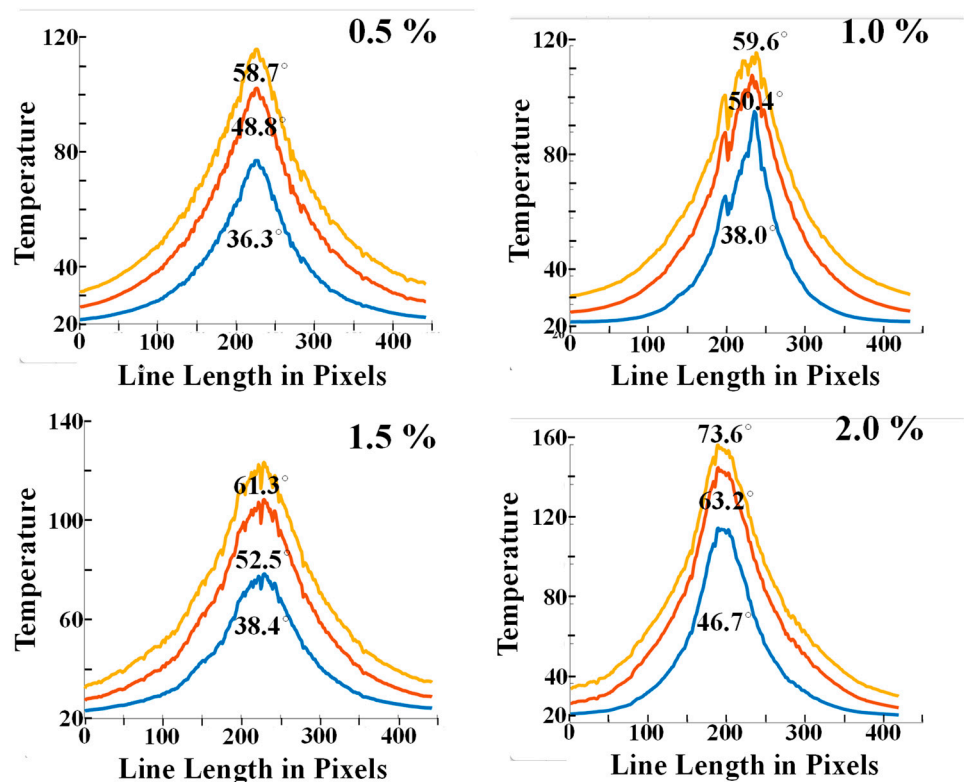 0.5 %
Temperature
120
80
40
20
58.7°
48.8°
36.3°
0 100 200 300 400
Line Length in Pixels
1.0 %
Temperature
120
80
40
20
59.6°
50.4°
38.0°
0 100 200 300 400
Line Length in Pixels
1.5 %
Temperature
140
100
60
20
61.3°
52.5°
38.4°
0 100 200 300 400
Line Length in Pixels
2.0 %
Temperature
160
120
80
40
20
73.6°
63.2°
46.7°
0 100 200 300 400
Line Length in Pixels